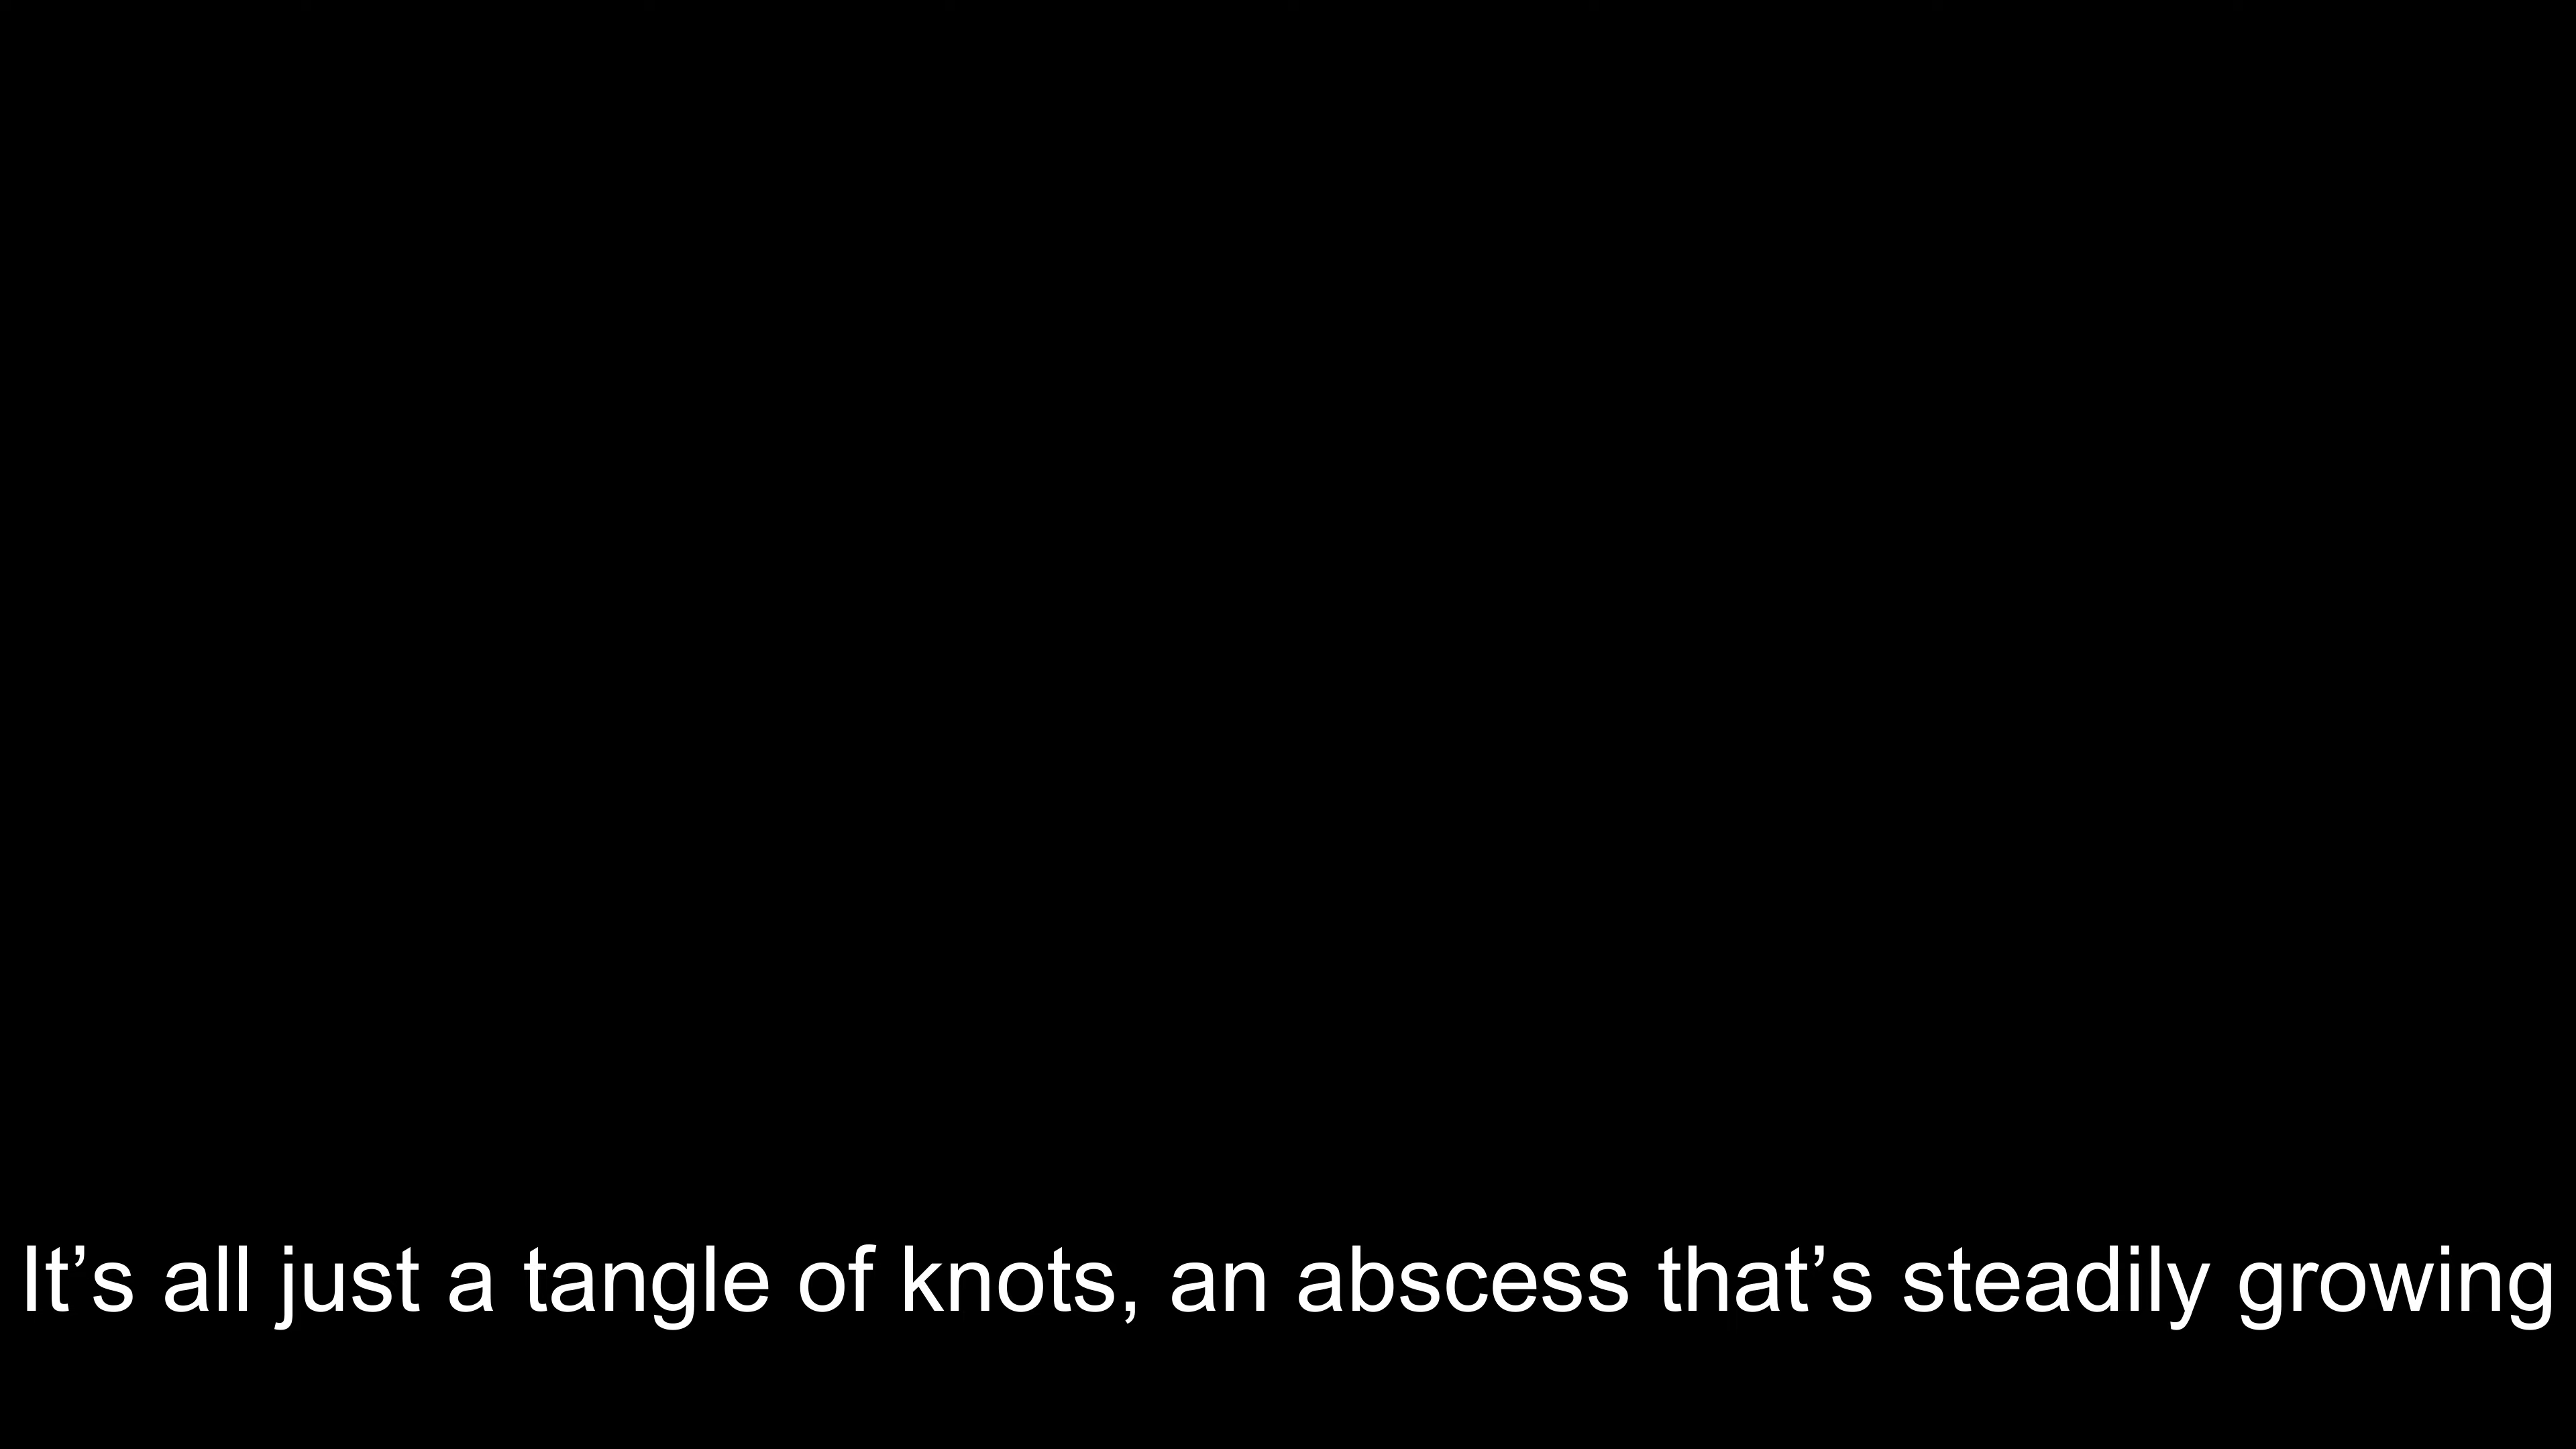 It’s all just a tangle of knots, an abscess that’s steadily growing